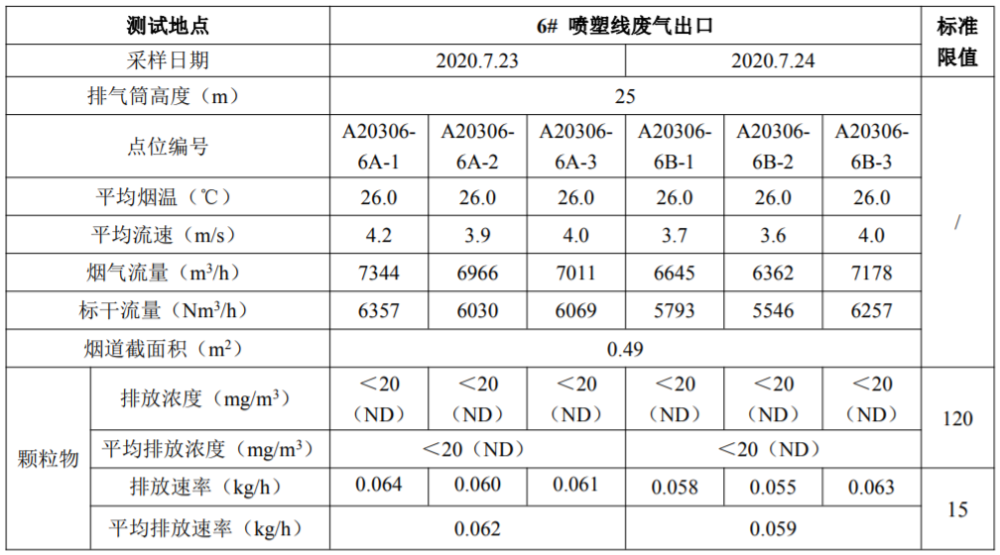 测试地点 6# 喷塑线废气出口 标准限值
采样日期 2020.7.23 2020.7.24
排气筒高度（m） 25 /
点位编号 A20306-6A-1 A20306-6A-2 A20306-6A-3 A20306-6B-1 A20306-6B-2 A20306-6B-3
平均烟温（℃） 26.0 26.0 26.0 26.0 26.0 26.0
平均流速（m/s） 4.2 3.9 4.0 3.7 3.6 4.0
烟气流量（m³/h） 7344 6966 7011 6645 6362 7178
标干流量（Nm³/h） 6357 6030 6069 5793 5546 6257
烟道截面积（m²） 0.49
颗粒物 排放浓度（mg/m³） ＜20（ND） ＜20（ND） ＜20（ND） ＜20（ND） ＜20（ND） ＜20（ND） 120
平均排放浓度（mg/m³） ＜20（ND） ＜20（ND）
排放速率（kg/h） 0.064 0.060 0.061 0.058 0.055 0.063 15
平均排放速率（kg/h） 0.062 0.059